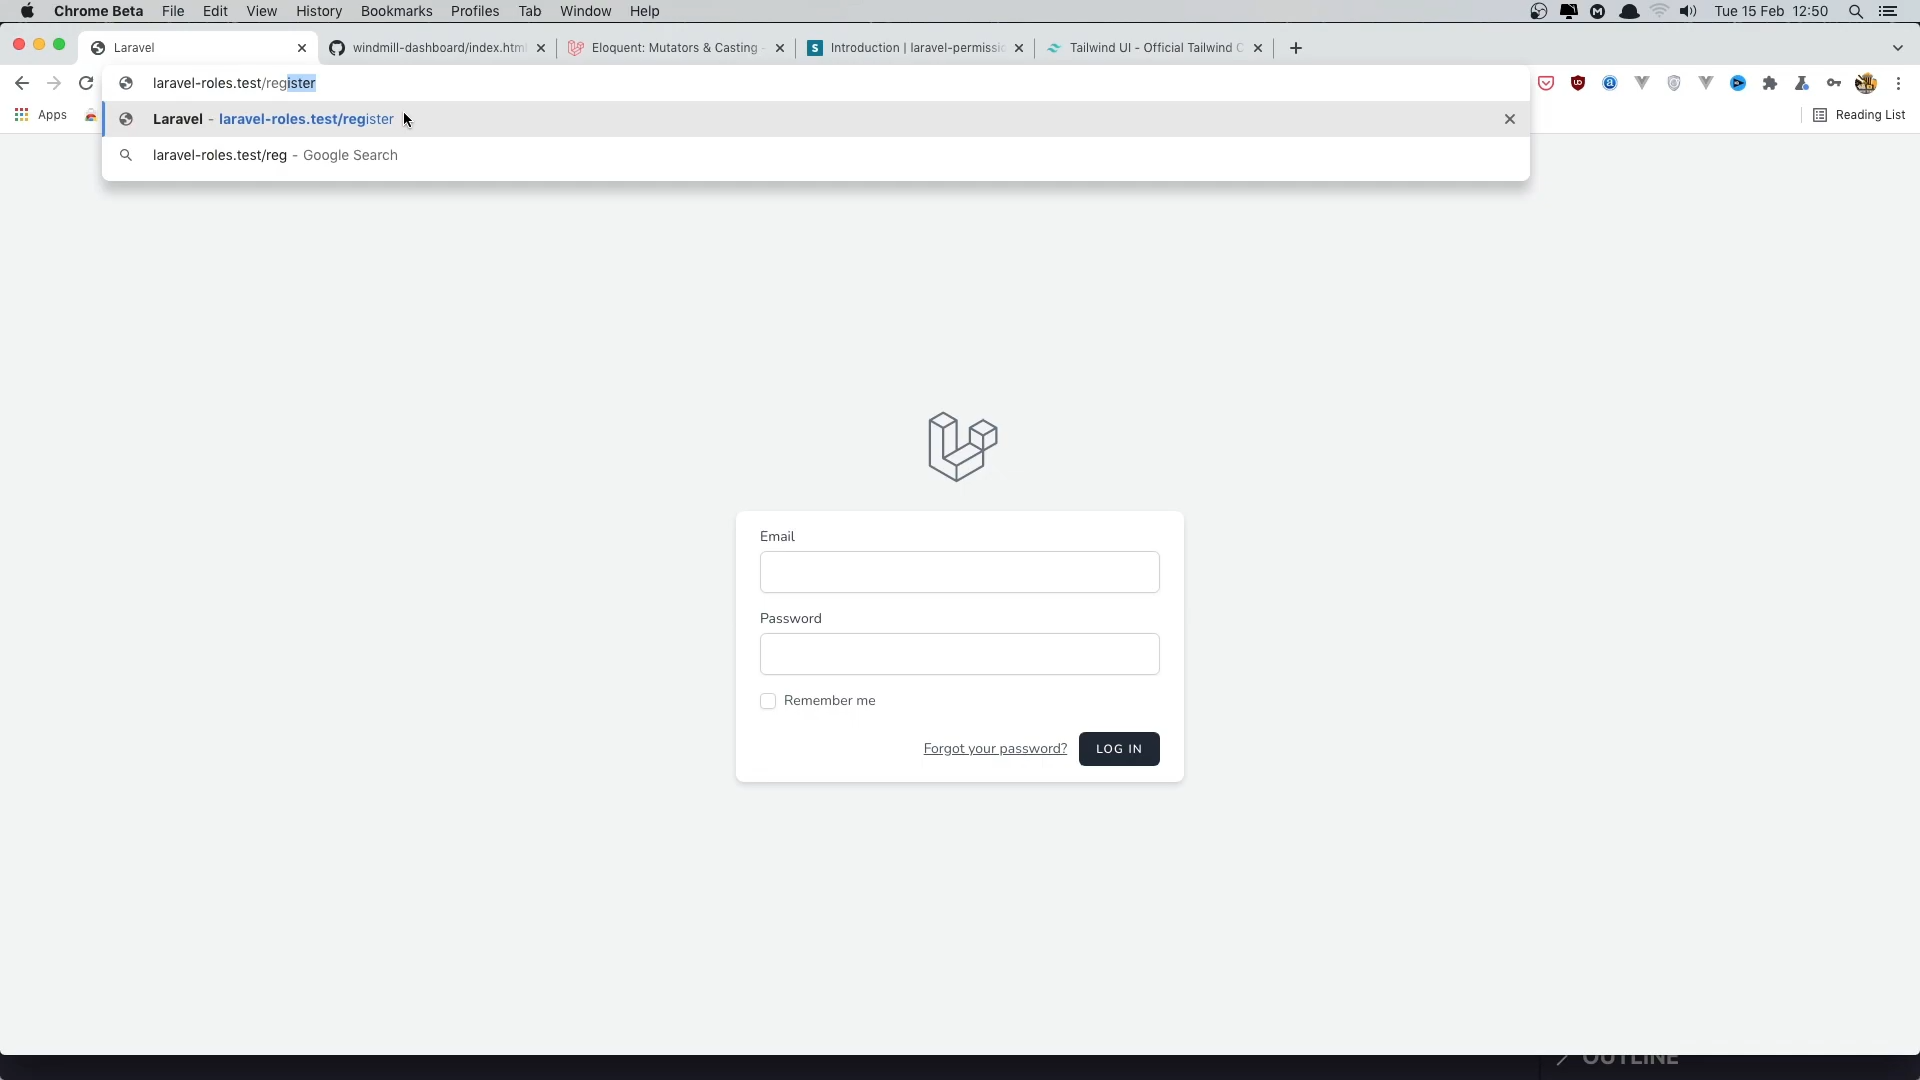 Chrome Beta File Edit View History Bookmarks Profiles Tab Window Help Tue 15 Feb 12:50
Laravel windmill-dashboard/index.html Eloquent: Mutators & Casting - Introduction | laravel-permissio Tailwind UI - Official Tailwind C
laravel-roles.test/register
Apps Laravel - laravel-roles.test/register Reading List
laravel-roles.test/reg - Google Search
Email
Password
Remember me
Forgot your password? LOG IN
OUTLINE